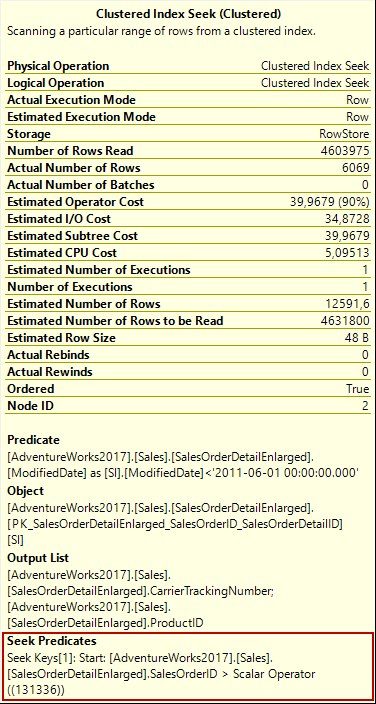 Clustered Index Seek (Clustered)
Scanning a particular range of rows from a clustered index.
Physical Operation Clustered Index Seek
Logical Operation Clustered Index Seek
Actual Execution Mode Row
Estimated Execution Mode Row
Storage RowStore
Number of Rows Read 4603975
Actual Number of Rows 6069
Actual Number of Batches 0
Estimated Operator Cost 39,9679 (90%)
Estimated I/O Cost 34,8728
Estimated Subtree Cost 39,9679
Estimated CPU Cost 5,09513
Estimated Number of Executions 1
Number of Executions 1
Estimated Number of Rows 12591,6
Estimated Number of Rows to be Read 4631800
Estimated Row Size 48 B
Actual Rebinds 0
Actual Rewinds 0
Ordered True
Node ID 2
Predicate
[AdventureWorks2017].[Sales].[SalesOrderDetailEnlarged].
[ModifiedDate] as [SI].[ModifiedDate]<'2011-06-01 00:00:00.000'
Object
[AdventureWorks2017].[Sales].[SalesOrderDetailEnlarged].
[PK_SalesOrderDetailEnlarged_SalesOrderID_SalesOrderDetailID]
[SI]
Output List
[AdventureWorks2017].[Sales].
[SalesOrderDetailEnlarged].CarrierTrackingNumber;
[AdventureWorks2017].[Sales].
[SalesOrderDetailEnlarged].ProductID
Seek Predicates
Seek Keys[1]: Start: [AdventureWorks2017].[Sales].
[SalesOrderDetailEnlarged].SalesOrderID > Scalar Operator
((131336))